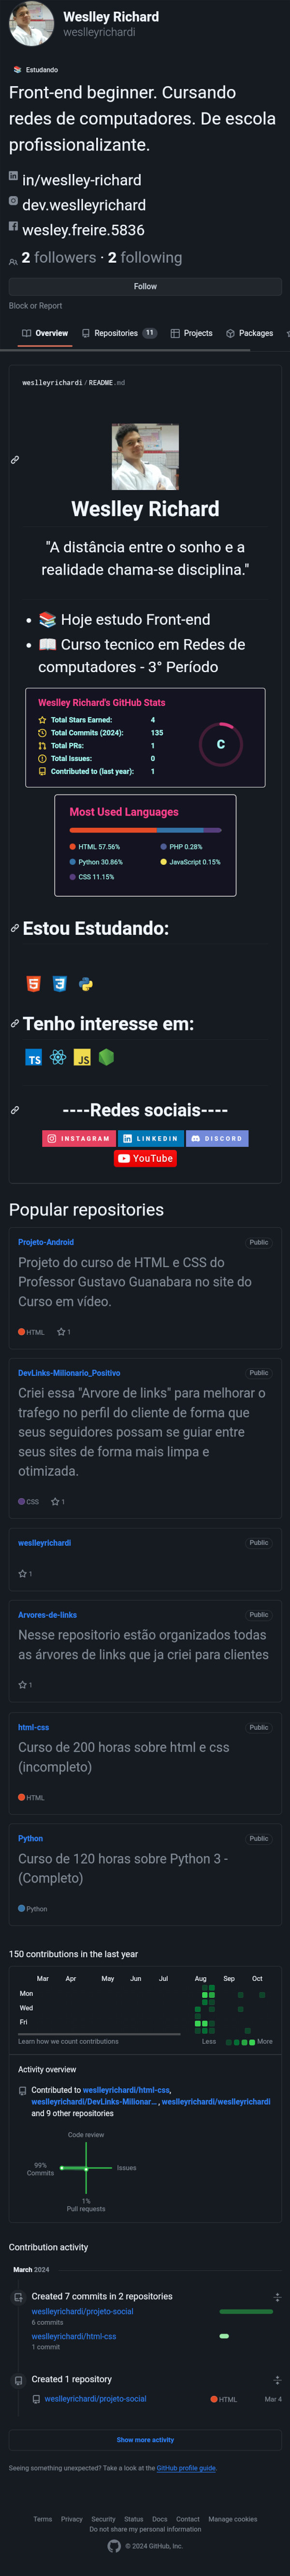 Weslley Richard
weslleyrichardi
📚 Estudando
Front-end beginner. Cursando
redes de computadores. De escola
profissionalizante.
in/weslley-richard
dev.weslleyrichard
wesley.freire.5836
2 followers · 2 following
Follow
Block or Report
Overview
Repositories 11
Projects
Packages
weslleyrichardi / README.md
Weslley Richard
"A distância entre o sonho e a
realidade chama-se disciplina."
• 📚 Hoje estudo Front-end
• 📖 Curso tecnico em Redes de
computadores - 3° Período
Weslley Richard's GitHub Stats
Total Stars Earned: 4
Total Commits (2024): 135
Total PRs: 1
Total Issues: 0
Contributed to (last year): 1
C
Most Used Languages
HTML 57.56%
PHP 0.28%
Python 30.86%
JavaScript 0.15%
CSS 11.15%
Estou Estudando:
Tenho interesse em:
TS
JS
----Redes sociais----
INSTAGRAM
LINKEDIN
DISCORD
YouTube
Popular repositories
Projeto-Android
Public
Projeto do curso de HTML e CSS do
Professor Gustavo Guanabara no site do
Curso em vídeo.
HTML
1
DevLinks-Milionario_Positivo
Public
Criei essa "Arvore de links" para melhorar o
trafego no perfil do cliente de forma que
seus seguidores possam se guiar entre
seus sites de forma mais limpa e
otimizada.
CSS
1
weslleyrichardi
Public
1
Arvores-de-links
Public
Nesse repositorio estão organizados todas
as árvores de links que ja criei para clientes
1
html-css
Public
Curso de 200 horas sobre html e css
(incompleto)
HTML
Python
Public
Curso de 120 horas sobre Python 3 -
(Completo)
Python
150 contributions in the last year
Mar Apr May Jun Jul Aug Sep Oct
Mon
Wed
Fri
Learn how we count contributions
Less
More
Activity overview
Contributed to weslleyrichardi/html-css,
weslleyrichardi/DevLinks-Milionar... , weslleyrichardi/weslleyrichardi
and 9 other repositories
Code review
99%
Commits
Issues
1%
Pull requests
Contribution activity
March 2024
Created 7 commits in 2 repositories
weslleyrichardi/projeto-social
6 commits
weslleyrichardi/html-css
1 commit
Created 1 repository
weslleyrichardi/projeto-social
HTML
Mar 4
Show more activity
Seeing something unexpected? Take a look at the GitHub profile guide.
Terms Privacy Security Status Docs Contact Manage cookies
Do not share my personal information
© 2024 GitHub, Inc.